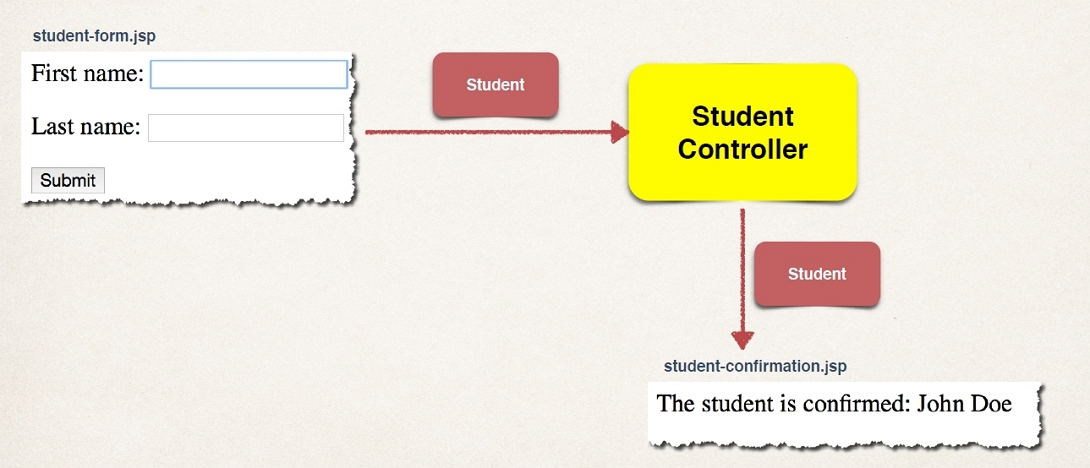 student-form.jsp
First name:
Last name:
Submit
Student
Student
Controller
Student
student-confirmation.jsp
The student is confirmed: John Doe